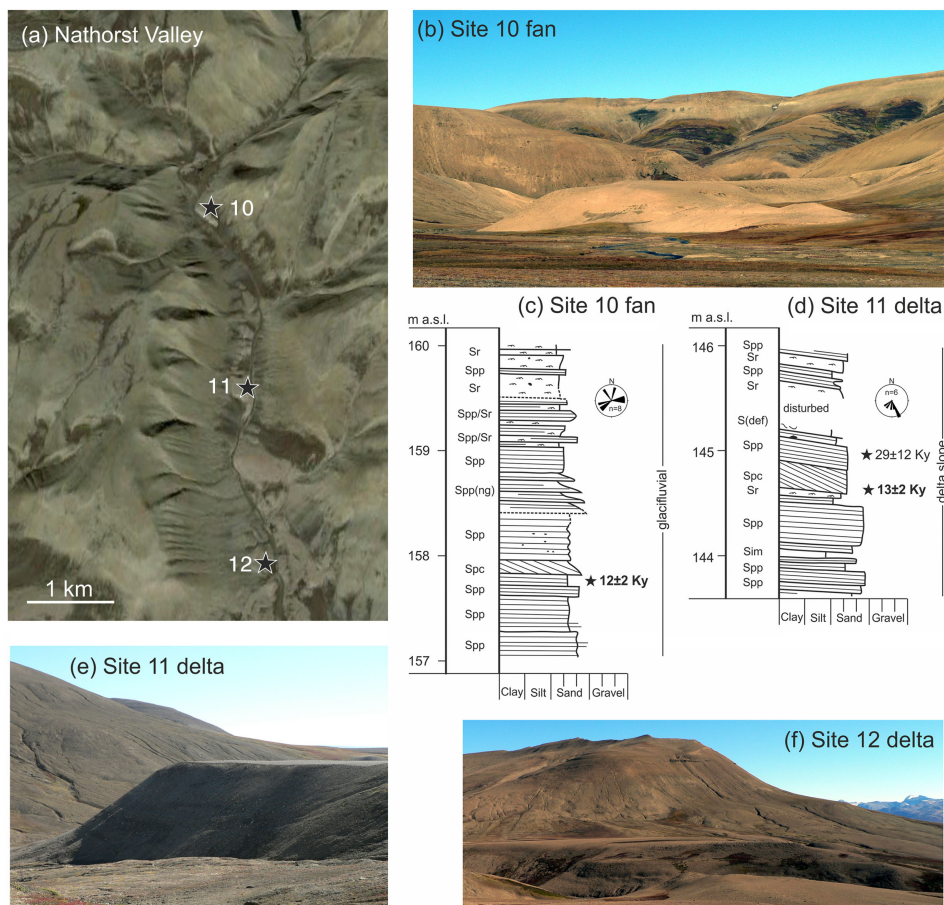 (a) Nathorst Valley
10
11
12
1 km
(b) Site 10 fan
(c) Site 10 fan
m a.s.l.
160
159
158
157
Sr
Spp
Sr
Spp/Sr
Spp/Sr
Spp
Spp(ng)
Spp
Spc
Spp
Spp
Spp
N
n=8
12±2 Ky
glacifluvial
Clay Silt Sand Gravel
(d) Site 11 delta
m a.s.l.
146
145
144
Spp
Sr
Spp
Sr
disturbed
S(def)
Spp
Spc
Sr
Spp
Sim
Spp
Spp
N
n=6
29±12 Ky
13±2 Ky
delta slope
Clay Silt Sand Gravel
(e) Site 11 delta
(f) Site 12 delta